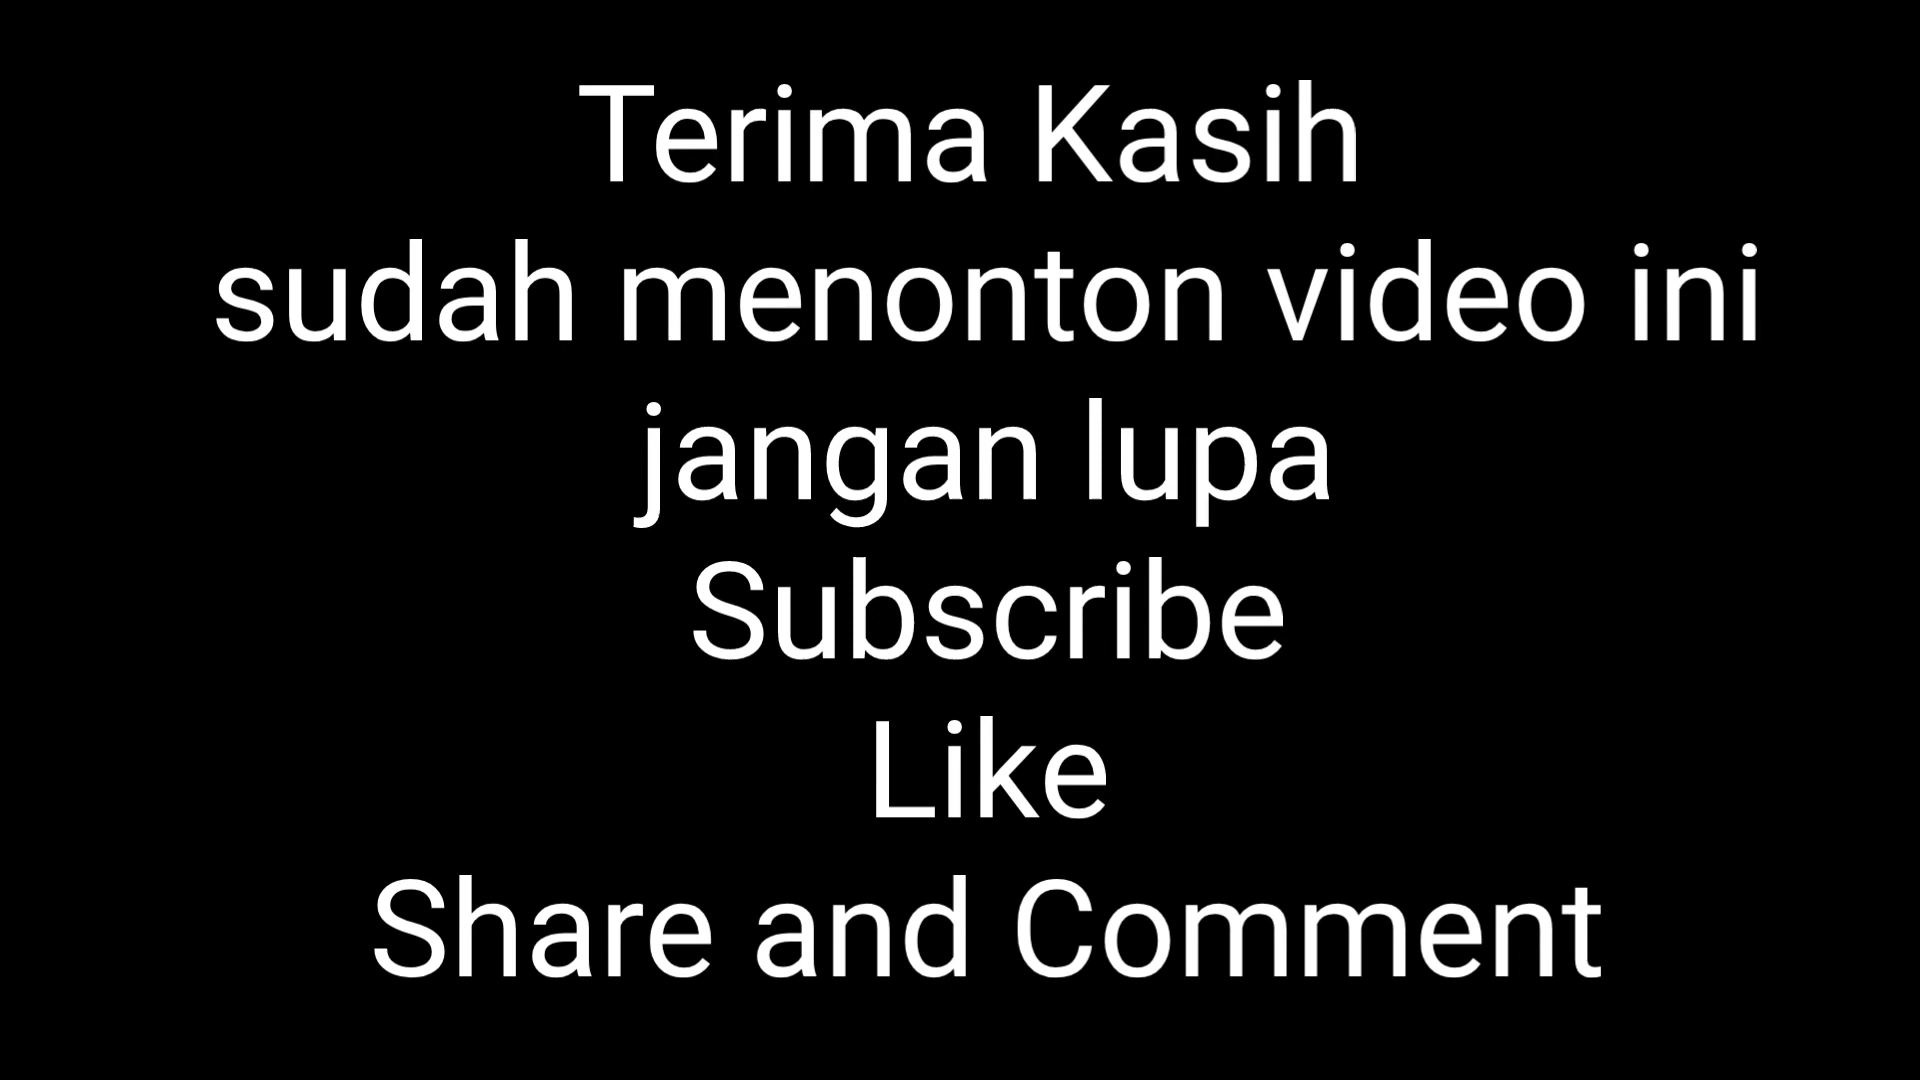 Terima Kasih
sudah menonton video ini
jangan lupa
Subscribe
Like
Share and Comment